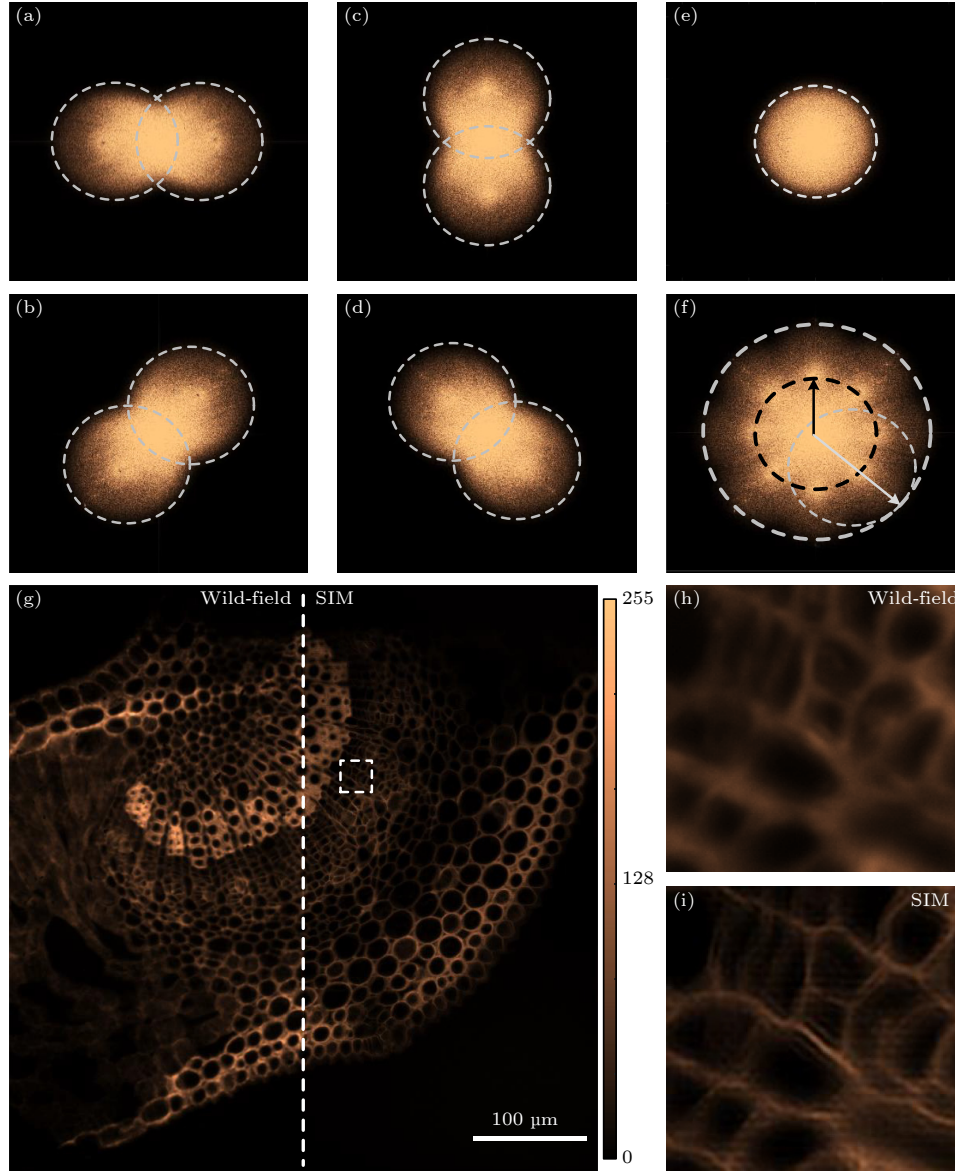 (a)
(c)
(e)
(b)
(d)
(f)
(g)
Wild-field
SIM
255
128
0
100 µm
(h)
Wild-field
(i)
SIM